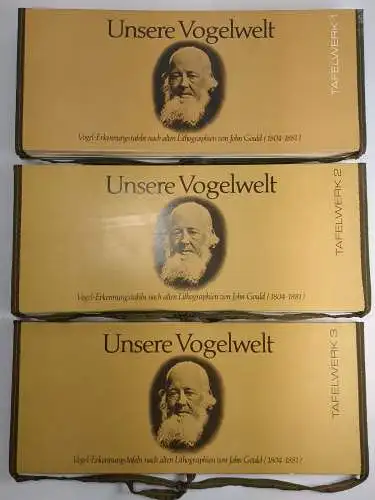 Unsere Vogelwelt
Vogel-Erkennungstafeln nach alten Lithographien von John Gould (1804-1881)
TAFELWERK 1
Unsere Vogelwelt
Vogel-Erkennungstafeln nach alten Lithographien von John Gould (1804-1881)
TAFELWERK 2
Unsere Vogelwelt
Vogel-Erkennungstafeln nach alten Lithographien von John Gould (1804-1881)
TAFELWERK 3